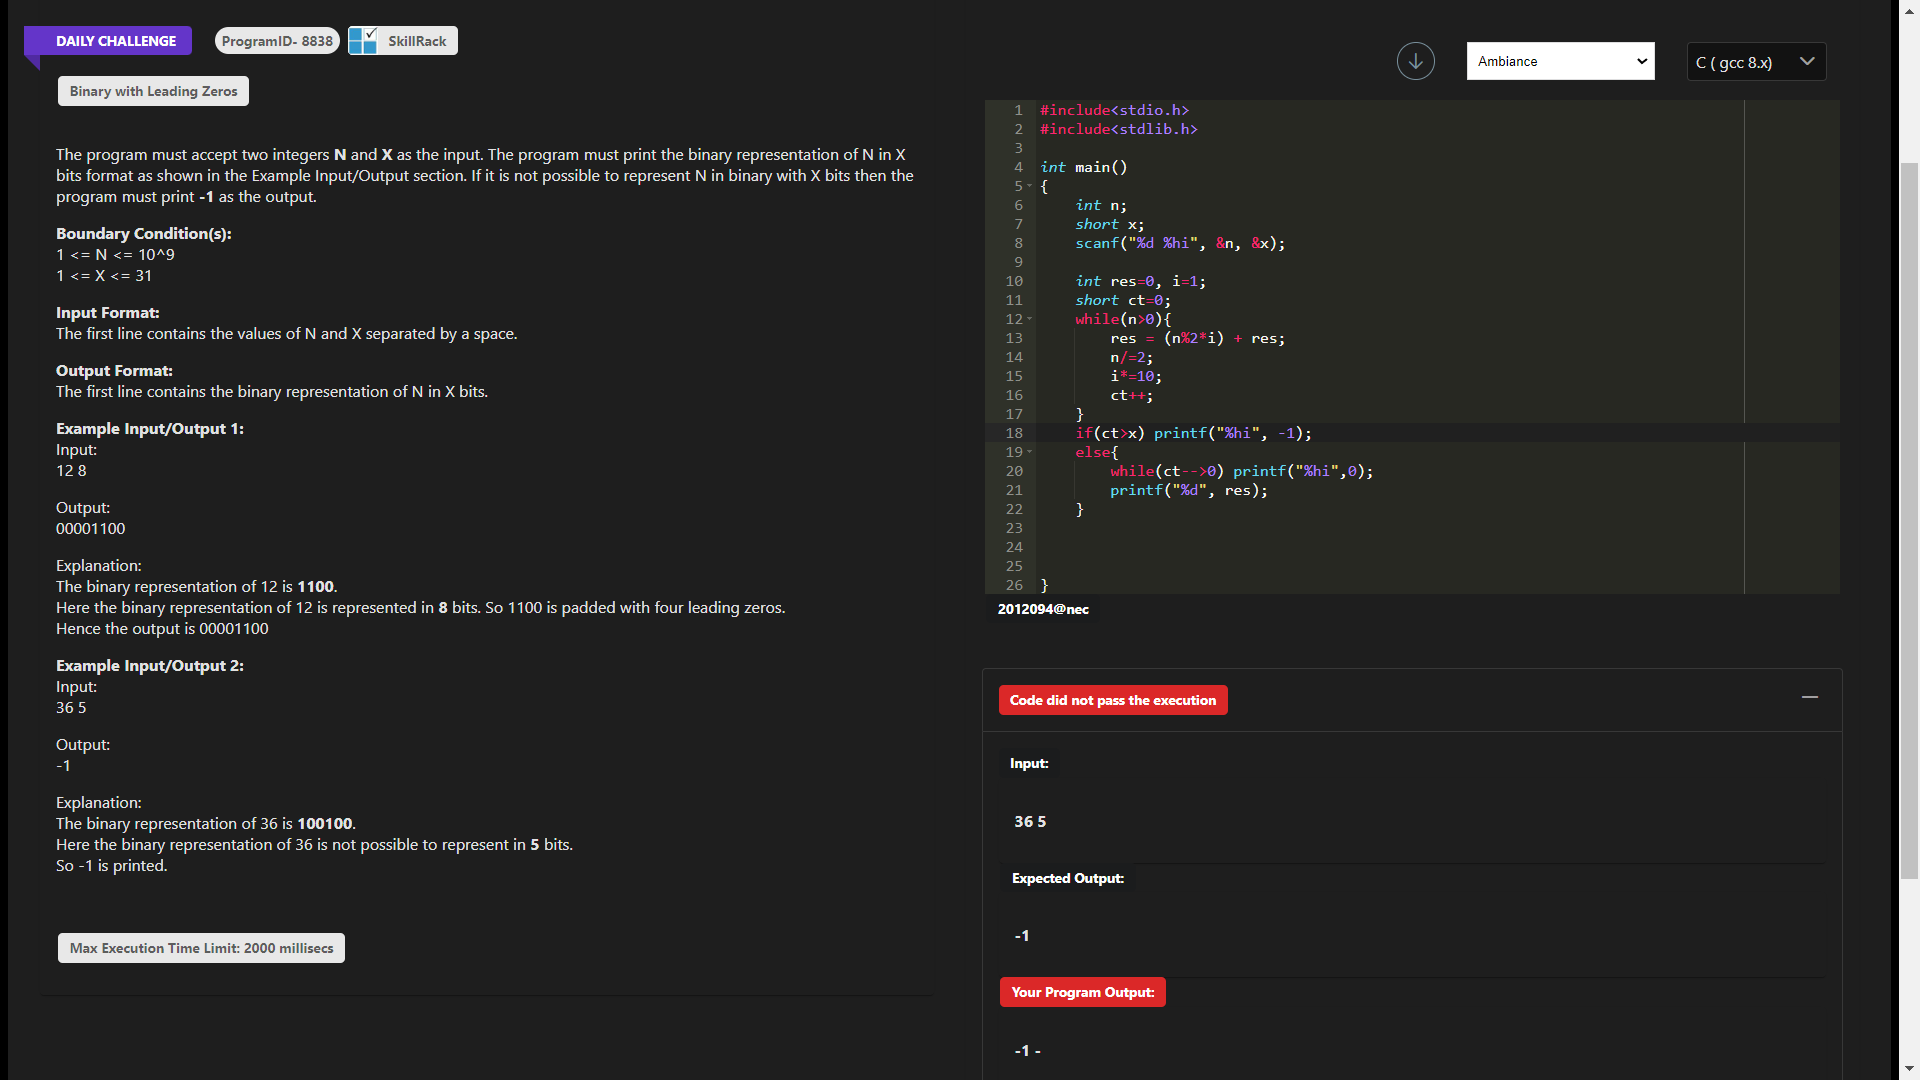 DAILY CHALLENGE
ProgramID- 8838
SkillRack
Binary with Leading Zeros
The program must accept two integers N and X as the input. The program must print the binary representation of N in X
bits format as shown in the Example Input/Output section. If it is not possible to represent N in binary with X bits then the
program must print -1 as the output.
Boundary Condition(s):
1 <= N <= 10^9
1 <= X <= 31
Input Format:
The first line contains the values of N and X separated by a space.
Output Format:
The first line contains the binary representation of N in X bits.
Example Input/Output 1:
Input:
12 8
Output:
00001100
Explanation:
The binary representation of 12 is 1100.
Here the binary representation of 12 is represented in 8 bits. So 1100 is padded with four leading zeros.
Hence the output is 00001100
Example Input/Output 2:
Input:
36 5
Output:
-1
Explanation:
The binary representation of 36 is 100100.
Here the binary representation of 36 is not possible to represent in 5 bits.
So -1 is printed.
Max Execution Time Limit: 2000 millisecs
Ambiance
C ( gcc 8.x)
1 #include<stdio.h>
2 #include<stdlib.h>
3
4 int main()
5 {
6     int n;
7     short x;
8     scanf("%d %hi", &n, &x);
9
10     int res=0, i=1;
11     short ct=0;
12     while(n>0){
13         res = (n%2*i) + res;
14         n/=2;
15         i*=10;
16         ct++;
17     }
18     if(ct>x) printf("%hi", -1);
19     else{
20         while(ct-->0) printf("%hi",0);
21         printf("%d", res);
22     }
23
24
25
26 }
2012094@nec
Code did not pass the execution
Input:
36 5
Expected Output:
-1
Your Program Output:
-1 -